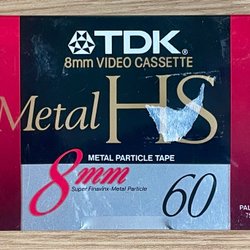 TDK
8mm VIDEO CASSETTE
Metal HS
METAL PARTICLE TAPE
8mm
Super Finavinx-Metal Particle
60
PAL